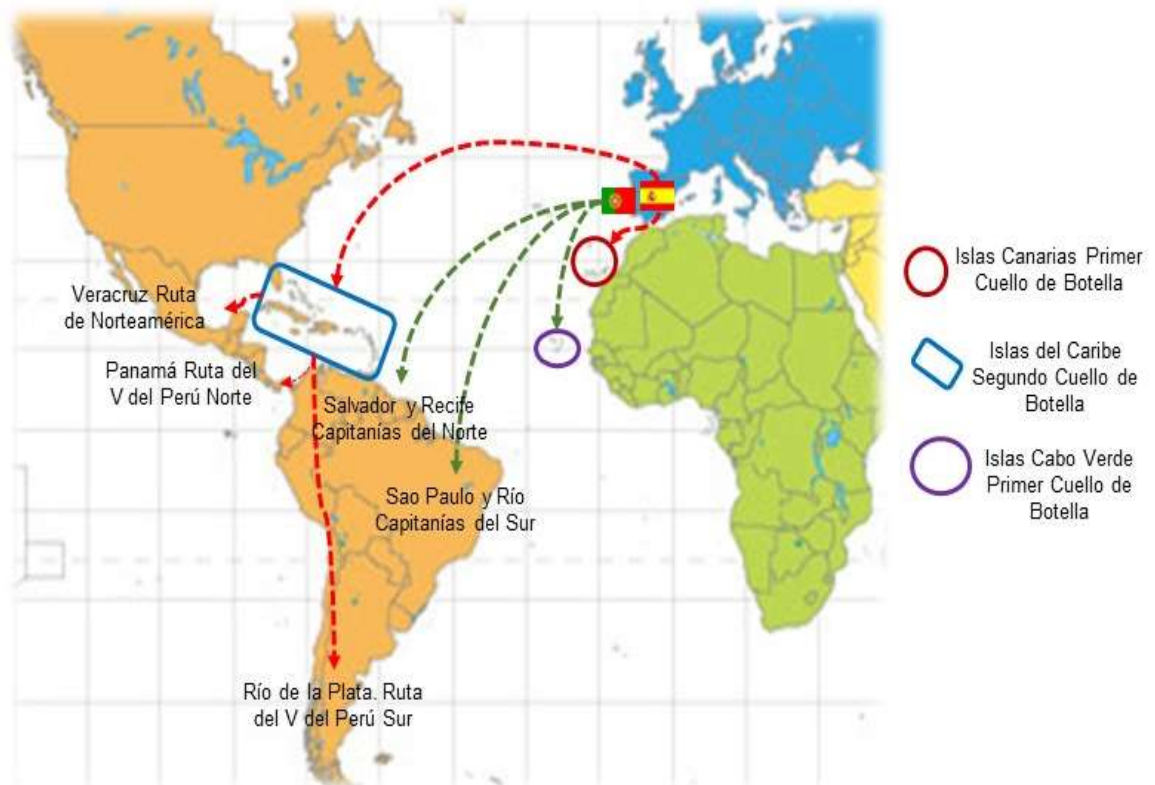 Veracruz Ruta
de Norteamérica
Panamá Ruta del
V del Perú Norte
Salvador y Recife
Capitanías del Norte
Sao Paulo y Río
Capitanías del Sur
Río de la Plata. Ruta
del V del Perú Sur
Islas Canarias Primer
Cuello de Botella
Islas del Caribe
Segundo Cuello de
Botella
Islas Cabo Verde
Primer Cuello de
Botella